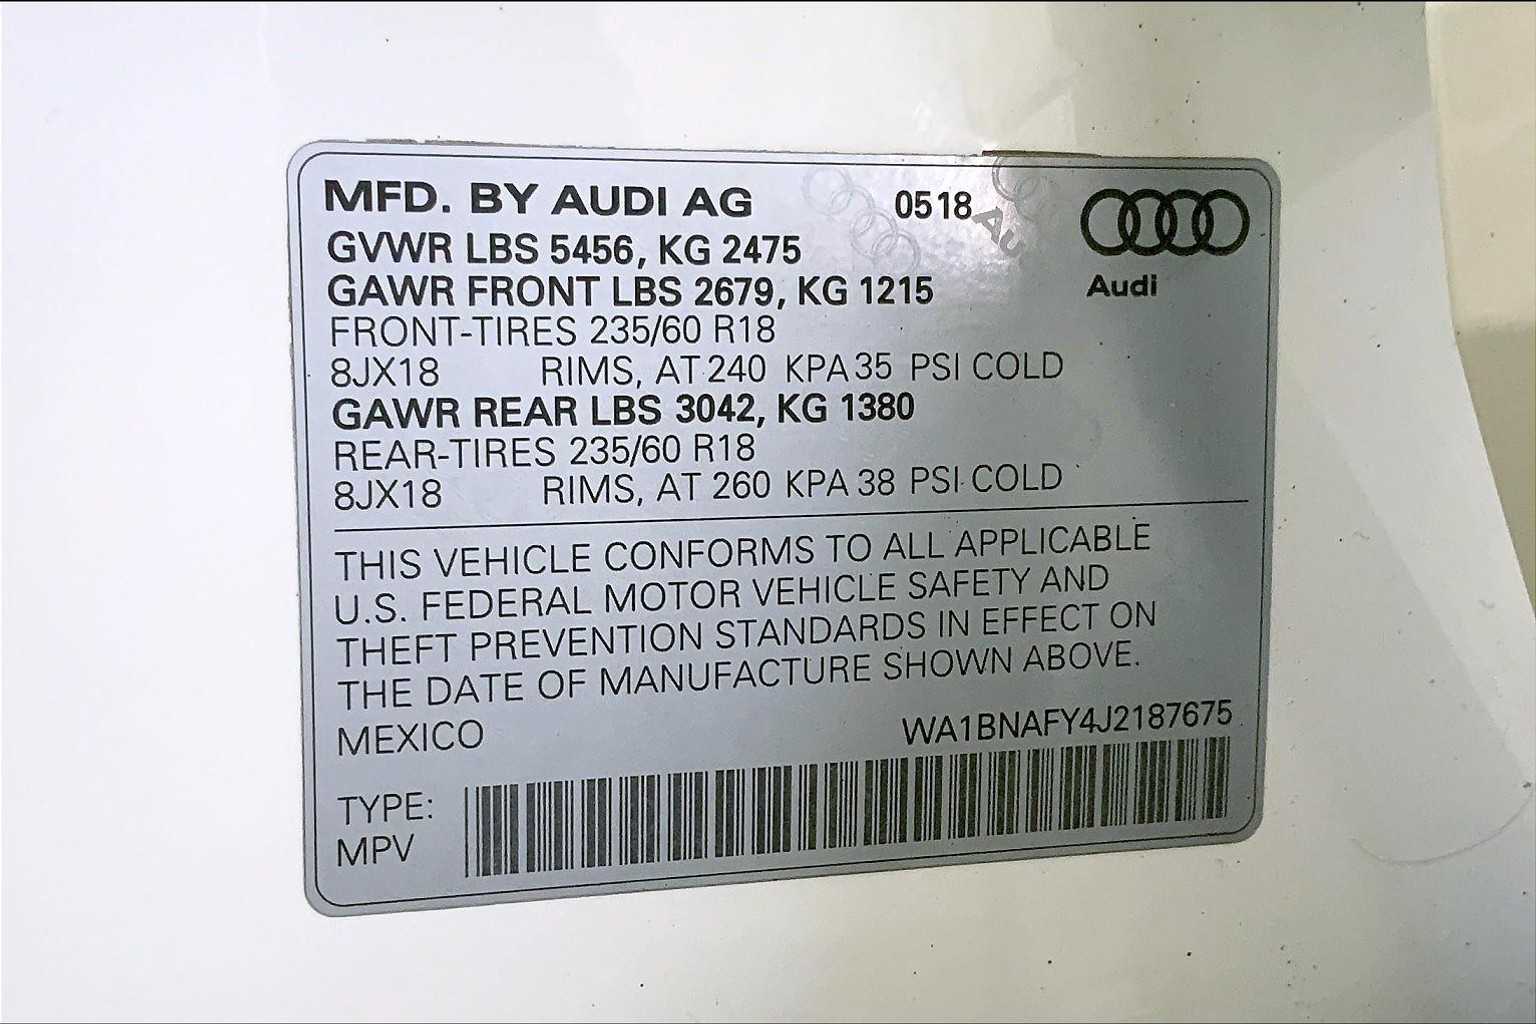 MFD. BY AUDI AG 0518
Audi
GVWR LBS 5456, KG 2475
GAWR FRONT LBS 2679, KG 1215
FRONT-TIRES 235/60 R18
8JX18 RIMS, AT 240 KPA 35 PSI COLD
GAWR REAR LBS 3042, KG 1380
REAR-TIRES 235/60 R18
8JX18 RIMS, AT 260 KPA 38 PSI COLD
THIS VEHICLE CONFORMS TO ALL APPLICABLE
U.S. FEDERAL MOTOR VEHICLE SAFETY AND
THEFT PREVENTION STANDARDS IN EFFECT ON
THE DATE OF MANUFACTURE SHOWN ABOVE.
MEXICO WA1BNAFY4J2187675
TYPE:
MPV